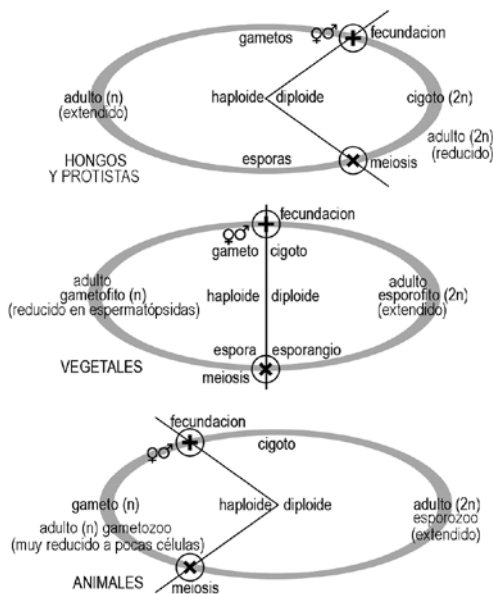 ♀♂ fecundacion
gametos
adulto (n)
(extendido)
haploide diploide
cigoto (2n)
adulto (2n)
(reducido)
HONGOS
Y PROTISTAS
esporas
meiosis
fecundacion
♀♂
gameto cigoto
adulto
gametofito (n)
(reducido en espermatópsidas)
haploide diploide
adulto
esporofito (2n)
(extendido)
espora esporangio
VEGETALES
meiosis
fecundacion
♀♂
cigoto
gameto (n)
haploide diploide
adulto (2n)
esporozoo
(extendido)
adulto (n) gametozoo
(muy reducido a pocas células)
ANIMALES
meiosis